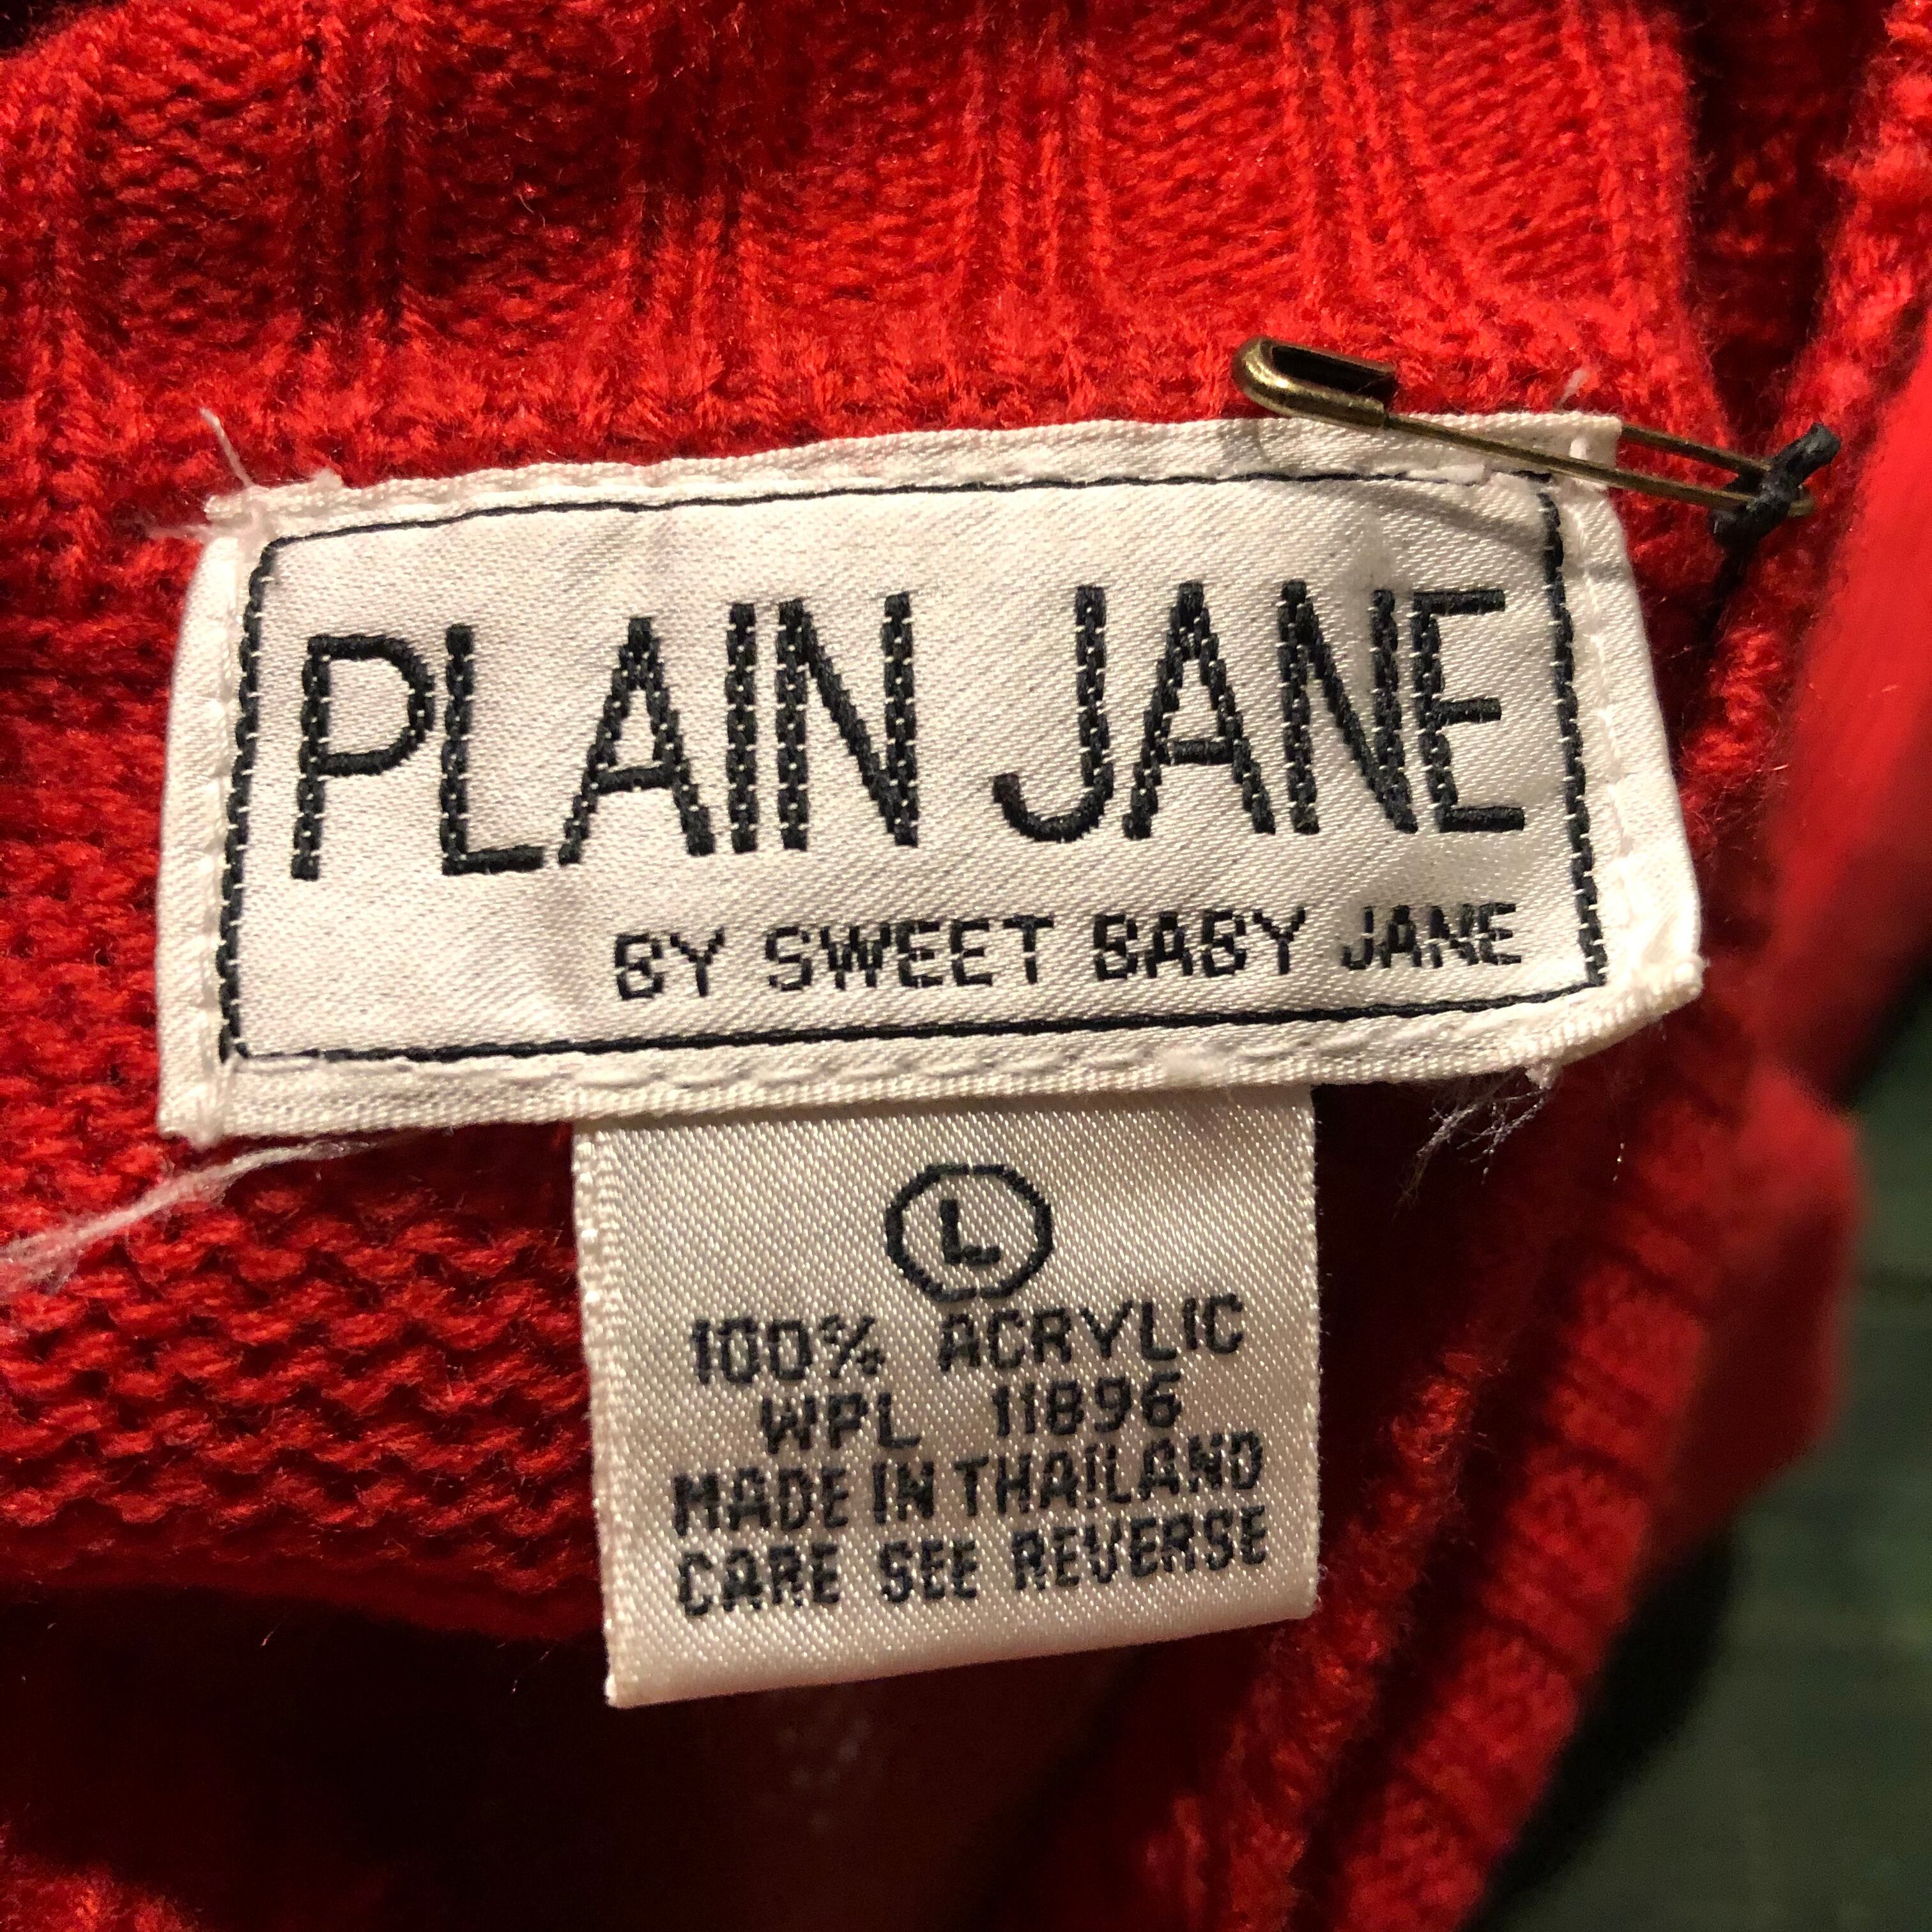 PLAIN JANE
BY SWEET BABY JANE
L
100% ACRYLIC
WPL 11896
MADE IN THAILAND
CARE SEE REVERSE